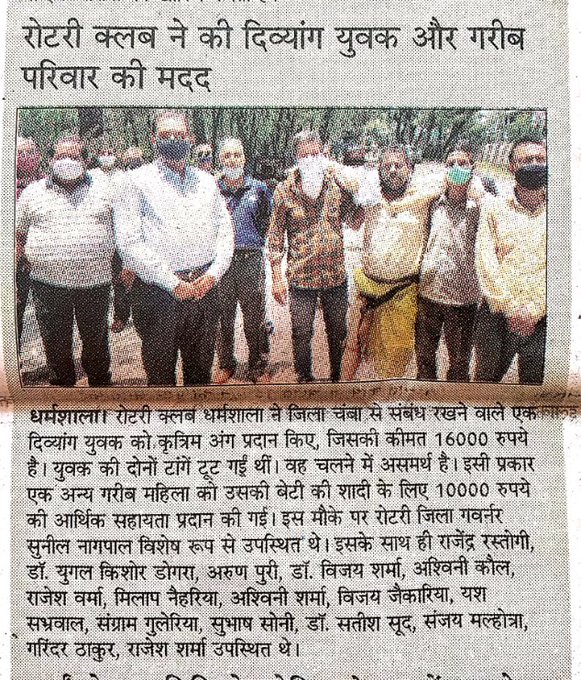 रोटरी क्लब ने की दिव्यांग युवक और गरीब
परिवार की मदद
धर्मशाला। रोटरी क्लब धर्मशाला ने जिला चंबा से संबंध रखने वाले एक
दिव्यांग युवक को कृत्रिम अंग प्रदान किए, जिसकी कीमत 16000 रुपये
है। युवक की दोनों टांगें टूट गईं थीं। वह चलने में असमर्थ है। इसी प्रकार
एक अन्य गरीब महिला को उसकी बेटी की शादी के लिए 10000 रुपये
की आर्थिक सहायता प्रदान की गई। इस मौके पर रोटरी जिला गवर्नर
सुनील नागपाल विशेष रूप से उपस्थित थे। इसके साथ ही राजेंद्र रस्तोगी,
डॉ. युगल किशोर डोगरा, अरुण पुरी, डॉ. विजय शर्मा, अश्विनी कौल,
राजेश वर्मा, मिलाप नैहरिया, अश्विनी शर्मा, विजय जैकारिया, यश
सभ्रवाल, संग्राम गुलेरिया, सुभाष सोनी, डॉ. सतीश सूद, संजय मल्होत्रा,
गरिंदर ठाकुर, राजेश शर्मा उपस्थित थे।